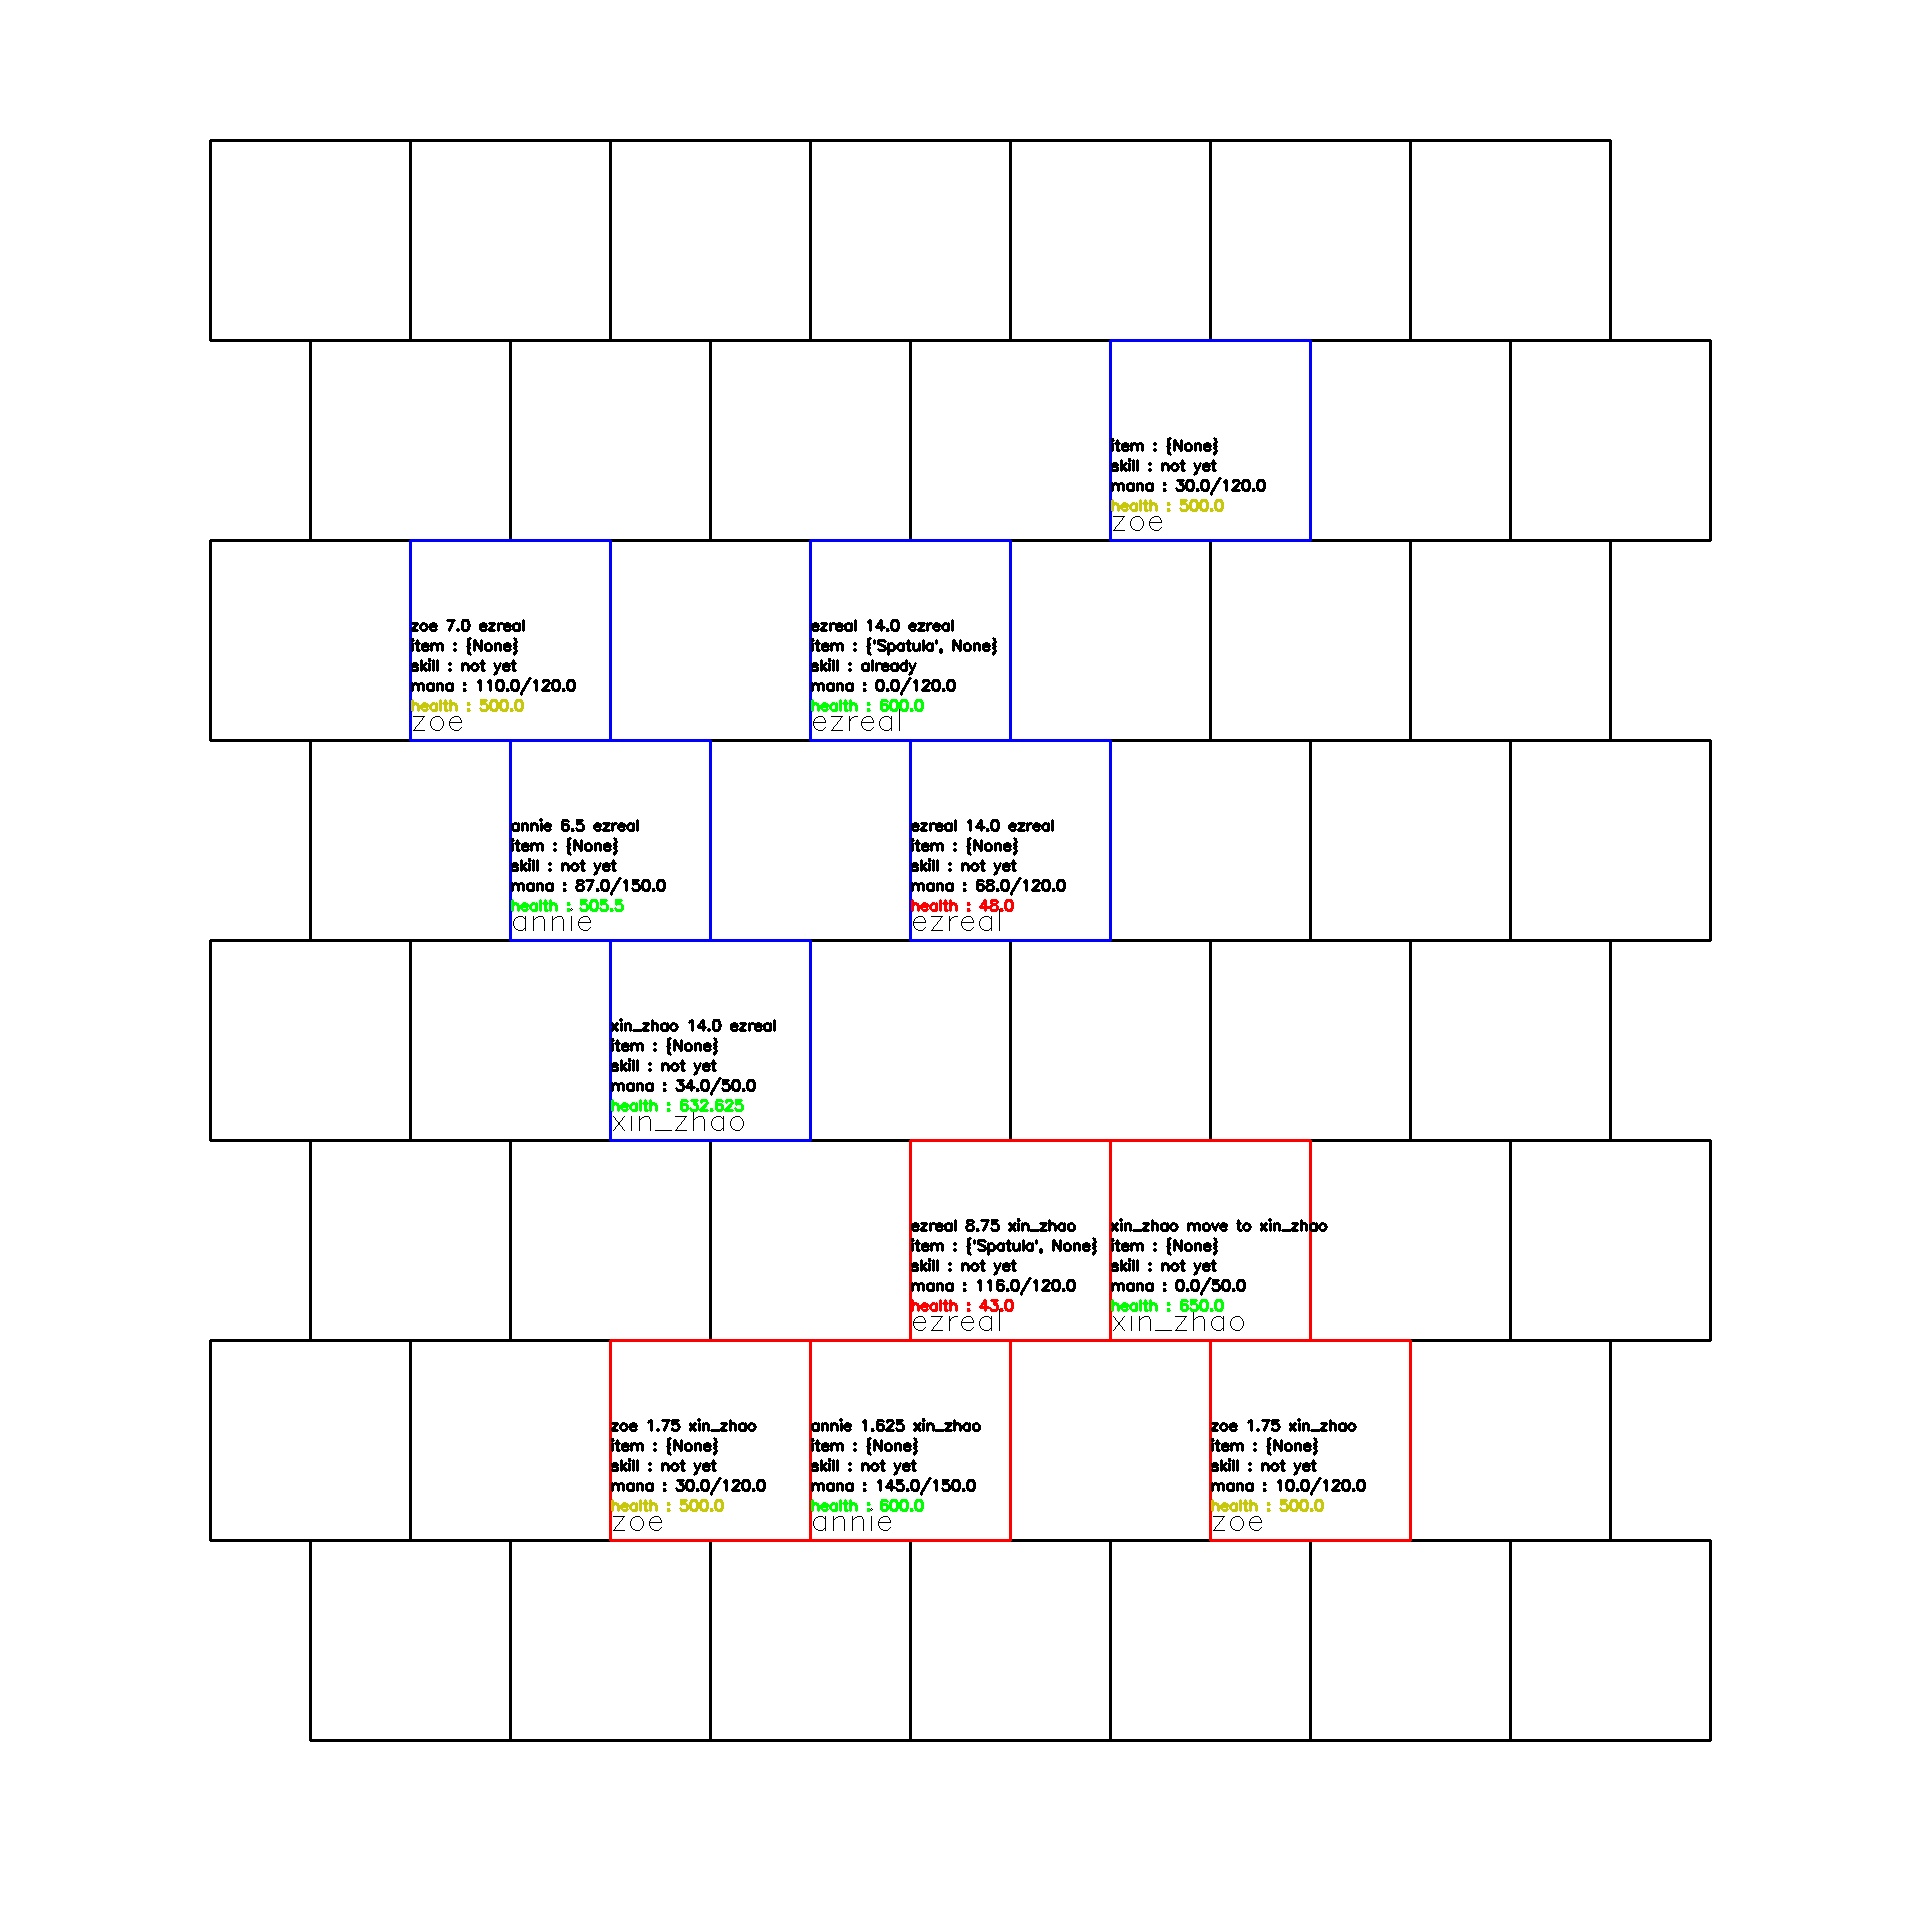 item : {None}
skill : not yet
mana : 30.0/120.0
health : 500.0
zoe
zoe 7.0 ezreal
item : {None}
skill : not yet
mana : 110.0/120.0
health : 500.0
zoe
ezreal 14.0 ezreal
item : {'Spatula', None}
skill : already
mana : 0.0/120.0
health : 600.0
ezreal
annie 6.5 ezreal
item : {None}
skill : not yet
mana : 87.0/150.0
health : 505.5
annie
ezreal 14.0 ezreal
item : {None}
skill : not yet
mana : 68.0/120.0
health : 48.0
ezreal
xin_zhao 14.0 ezreal
item : {None}
skill : not yet
mana : 34.0/50.0
health : 632.625
xin_zhao
ezreal 8.75 xin_zhao
item : {'Spatula', None}
skill : not yet
mana : 116.0/120.0
health : 43.0
ezreal
xin_zhao move to xin_zhao
item : {None}
skill : not yet
mana : 0.0/50.0
health : 650.0
xin_zhao
zoe 1.75 xin_zhao
item : {None}
skill : not yet
mana : 30.0/120.0
health : 500.0
zoe
annie 1.625 xin_zhao
item : {None}
skill : not yet
mana : 145.0/150.0
health : 600.0
annie
zoe 1.75 xin_zhao
item : {None}
skill : not yet
mana : 10.0/120.0
health : 500.0
zoe